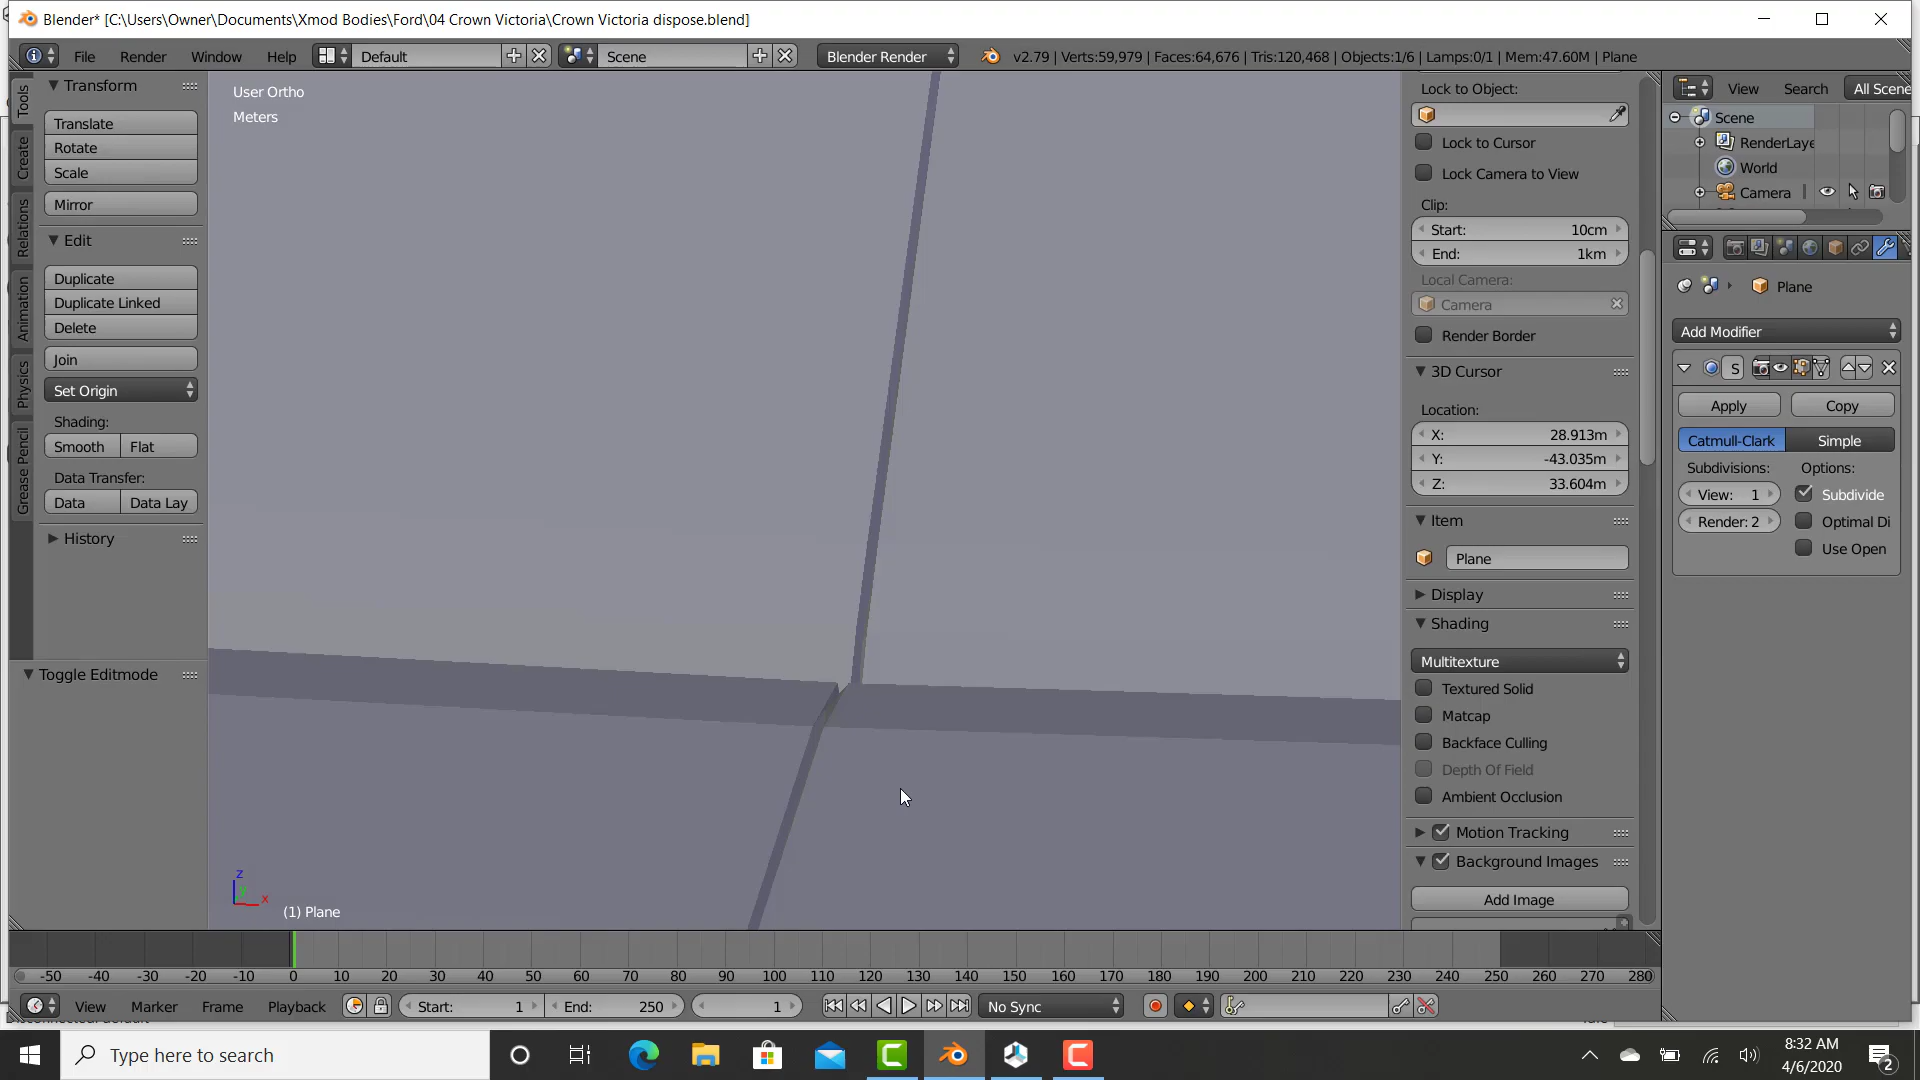 Blender* [C:\Users\Owner\Documents\Xmod Bodies\Ford\04 Crown Victoria\Crown Victoria dispose.blend]
File Render Window Help Default Scene Blender Render v2.79 | Verts:59,979 | Faces:64,676 | Tris:120,468 | Objects:1/6 | Lamps:0/1 | Mem:47.60M | Plane
Tools
Create
Relations
Animation
Physics
Grease Pencil
Transform
Translate
Rotate
Scale
Mirror
Edit
Duplicate
Duplicate Linked
Delete
Join
Set Origin
Shading:
Smooth Flat
Data Transfer:
Data Data Lay
History
Toggle Editmode
User Ortho
Meters
z
y
x
(1) Plane
Lock to Object:
Lock to Cursor
Lock Camera to View
Clip:
Start: 10cm
End: 1km
Local Camera:
Camera
Render Border
3D Cursor
Location:
X: 28.913m
Y: -43.035m
Z: 33.604m
Item
Plane
Display
Shading
Multitexture
Textured Solid
Matcap
Backface Culling
Depth Of Field
Ambient Occlusion
Motion Tracking
Background Images
Add Image
View Search All Scene
Scene
RenderLaye
World
Camera
Plane
Add Modifier
S
Apply Copy
Catmull-Clark Simple
Subdivisions: Options:
View: 1 Subdivide
Render: 2 Optimal Di
Use Open
-50 -40 -30 -20 -10 0 10 20 30 40 50 60 70 80 90 100 110 120 130 140 150 160 170 180 190 200 210 220 230 240 250 260 270 280
View Marker Frame Playback Start: 1 End: 250 1 No Sync
Type here to search
8:32 AM
4/6/2020
2